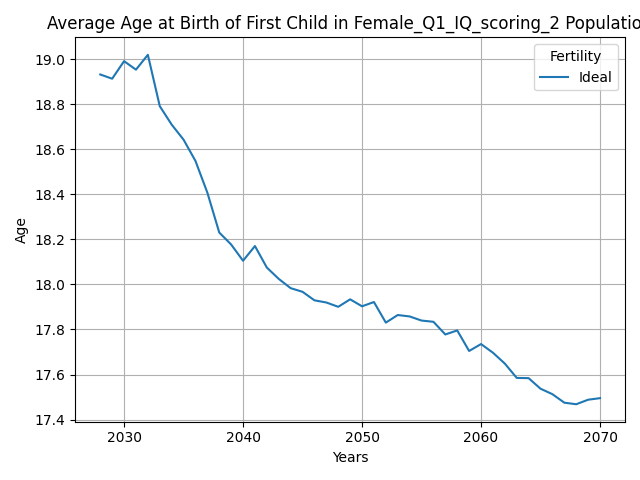 Average Age at Birth of First Child in Female_Q1_IQ_scoring_2 Populatio
19.0
18.8
18.6
18.4
18.2
18.0
17.8
17.6
17.4
Age
Fertility
Ideal
2030 2040 2050 2060 2070
Years